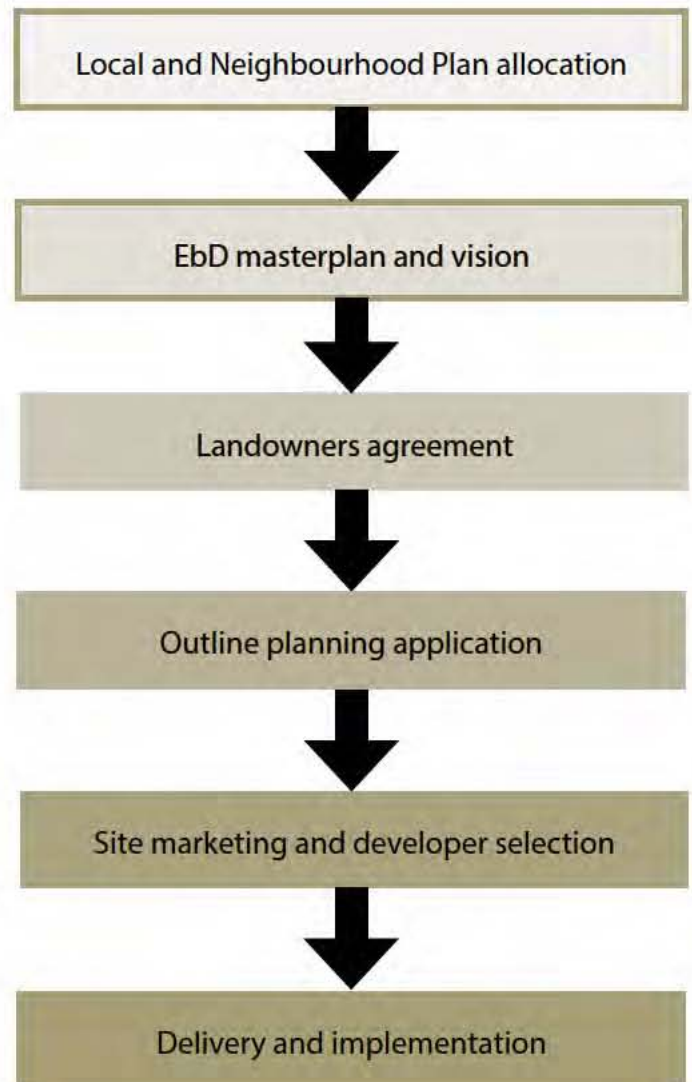 Local and Neighbourhood Plan allocation
EbD masterplan and vision
Landowners agreement
Outline planning application
Site marketing and developer selection
Delivery and implementation